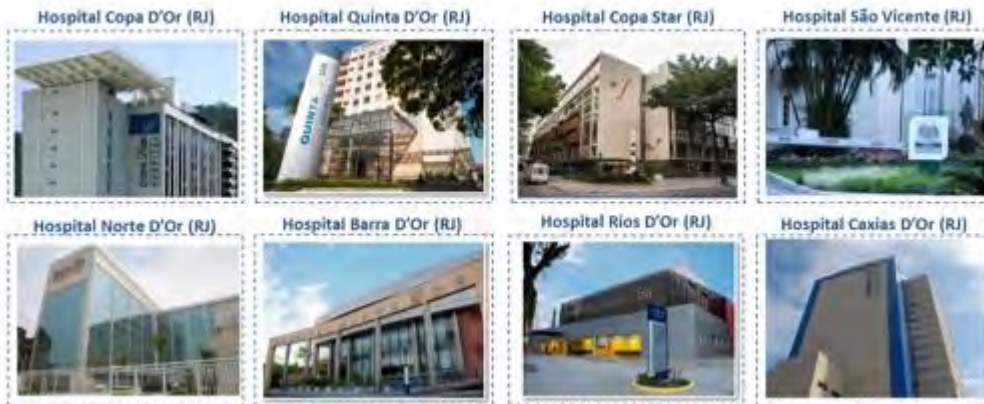 Hospital Copa D'Or (RJ)
Hospital Quinta D'Or (RJ)
Hospital Copa Star (RJ)
Hospital São Vicente (RJ)
QUINTA
Hospital Norte D'Or (RJ)
Hospital Barra D'Or (RJ)
Hospital Rios D'Or (RJ)
Hospital Caxias D'Or (RJ)